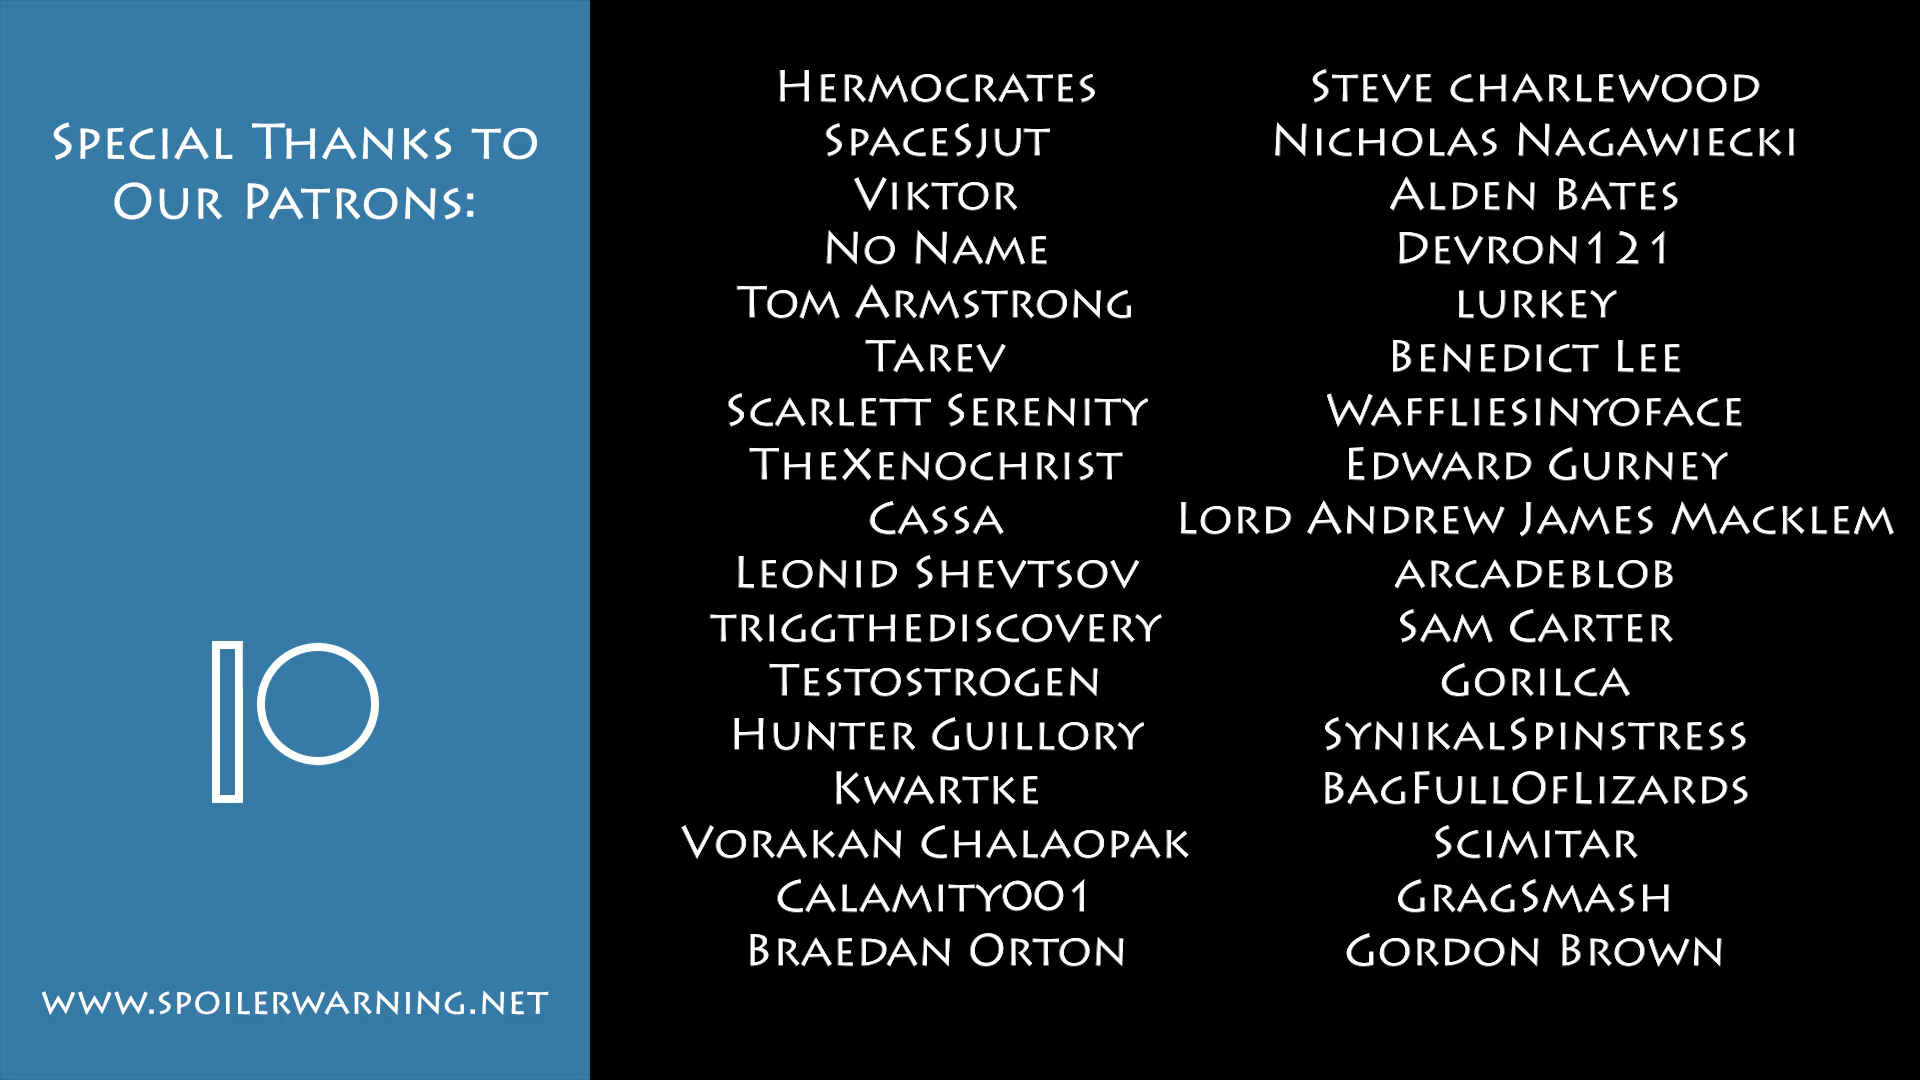 Special Thanks to
Our Patrons:
www.spoilerwarning.net
Hermocrates
SpaceSjut
Viktor
No Name
Tom Armstrong
Tarev
Scarlett Serenity
TheXenochrist
Cassa
Leonid Shevtsov
triggthediscovery
Testostrogen
Hunter Guillory
Kwartke
Vorakan Chalaopak
Calamity001
Braedan Orton
Steve charlewood
Nicholas Nagawiecki
Alden Bates
Devron121
lurkey
Benedict Lee
Waffliesinyoface
Edward Gurney
Lord Andrew James Macklem
arcadeblob
Sam Carter
Gorilca
SynikalSpinstress
BagFullOfLizards
Scimitar
GragSmash
Gordon Brown